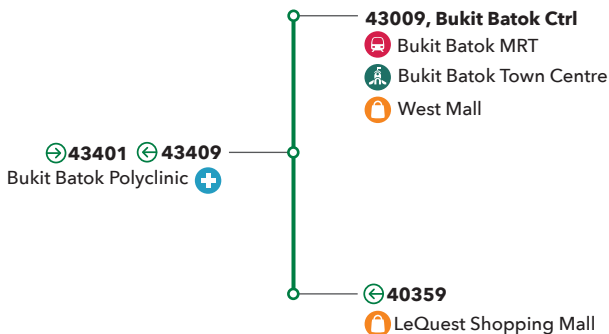 43009, Bukit Batok Ctrl
Bukit Batok MRT
Bukit Batok Town Centre
West Mall
43401 43409
Bukit Batok Polyclinic
40359
LeQuest Shopping Mall